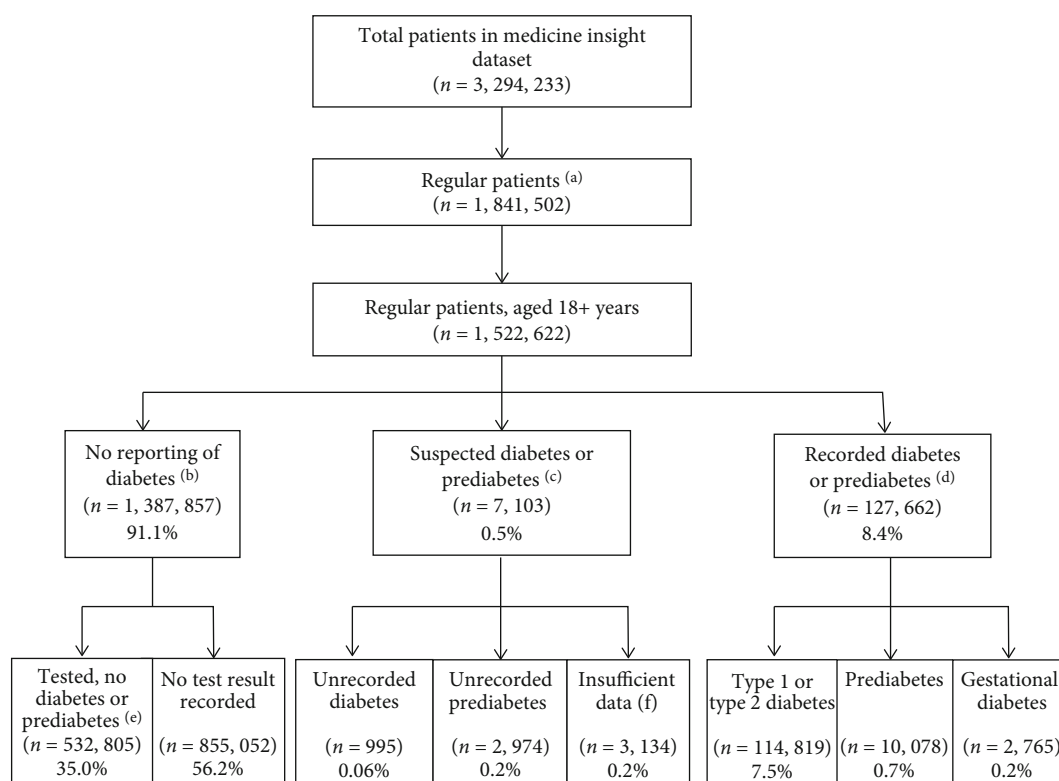 Total patients in medicine insight
dataset
(n = 3, 294, 233)
Regular patients (a)
(n = 1, 841, 502)
Regular patients, aged 18+ years
(n = 1, 522, 622)
No reporting of
diabetes (b)
(n = 1, 387, 857)
91.1%
Suspected diabetes or
prediabetes (c)
(n = 7, 103)
0.5%
Recorded diabetes
or prediabetes (d)
(n = 127, 662)
8.4%
Tested, no
diabetes or
prediabetes (e)
(n = 532, 805)
35.0%
No test result
recorded
(n = 855, 052)
56.2%
Unrecorded
diabetes
(n = 995)
0.06%
Unrecorded
prediabetes
(n = 2, 974)
0.2%
Insufficient
data (f)
(n = 3, 134)
0.2%
Type 1 or
type 2 diabetes
(n = 114, 819)
7.5%
Prediabetes
(n = 10, 078)
0.7%
Gestational
diabetes
(n = 2, 765)
0.2%